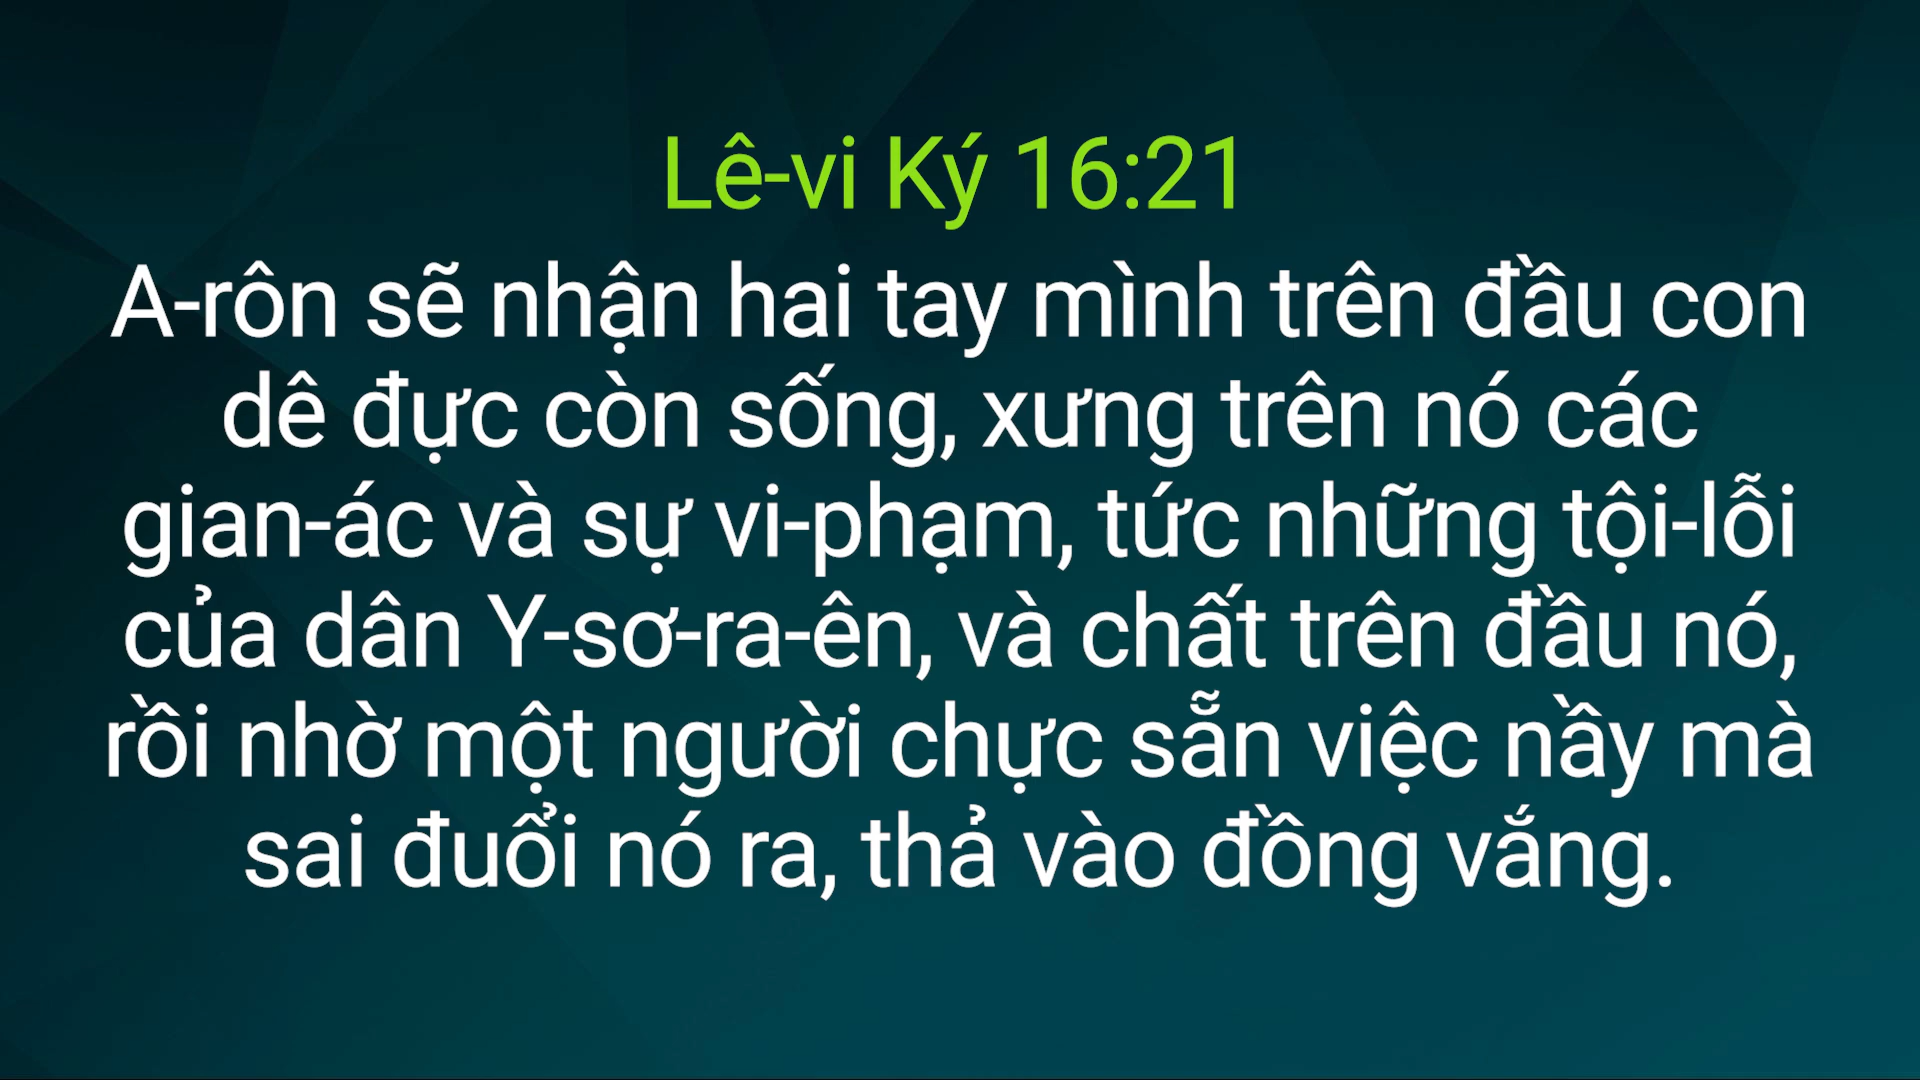 Lê-vi Ký 16:21
A-rôn sẽ nhận hai tay mình trên đầu con
dê đực còn sống, xưng trên nó các
gian-ác và sự vi-phạm, tức những tội-lỗi
của dân Y-sơ-ra-ên, và chất trên đầu nó,
rồi nhờ một người chực sẵn việc nầy mà
sai đuổi nó ra, thả vào đồng vắng.